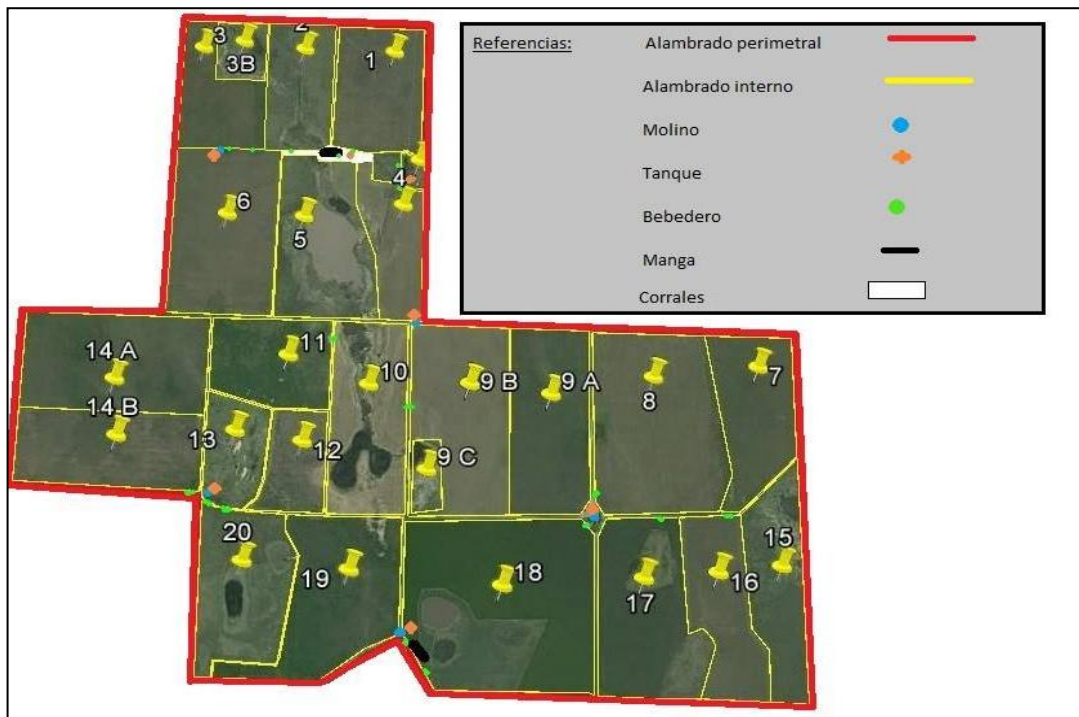 3
2
1
3B
Referencias:
Alambrado perimetral
Alambrado interno
Molino
Tanque
Bebedero
Manga
Corrales
4
6
5
14 A
11
10
9 B
9 A
8
7
14 B
13
12
9 C
20
19
18
17
16
15